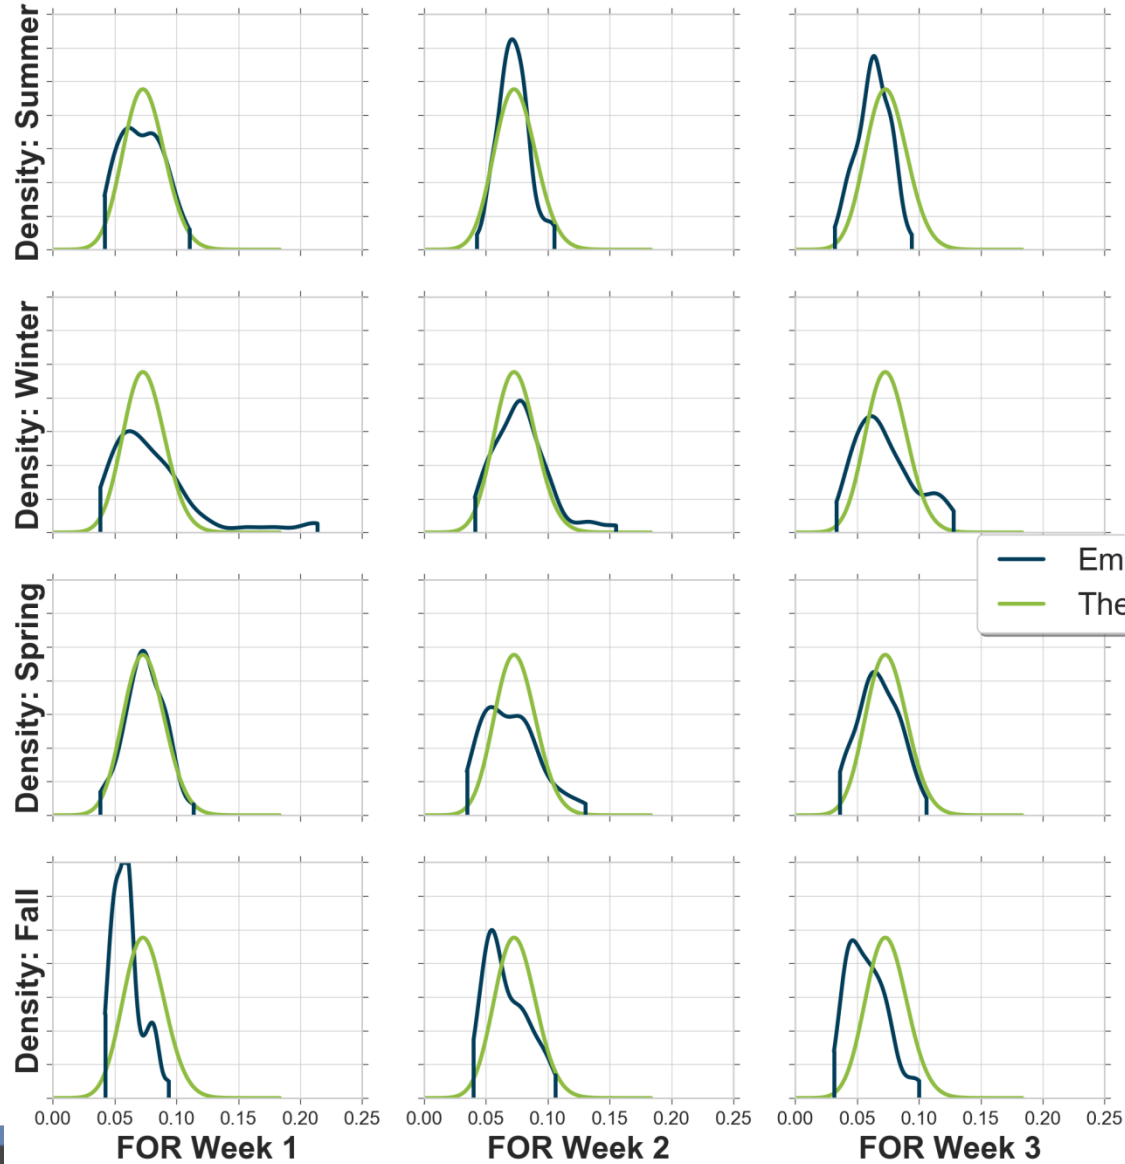 Density: Summer
Density: Winter
Em
The
Density: Spring
Density: Fall
0.00 0.05 0.10 0.15 0.20 0.25 0.00 0.05 0.10 0.15 0.20 0.25 0.00 0.05 0.10 0.15 0.20 0.25
FOR Week 1 FOR Week 2 FOR Week 3